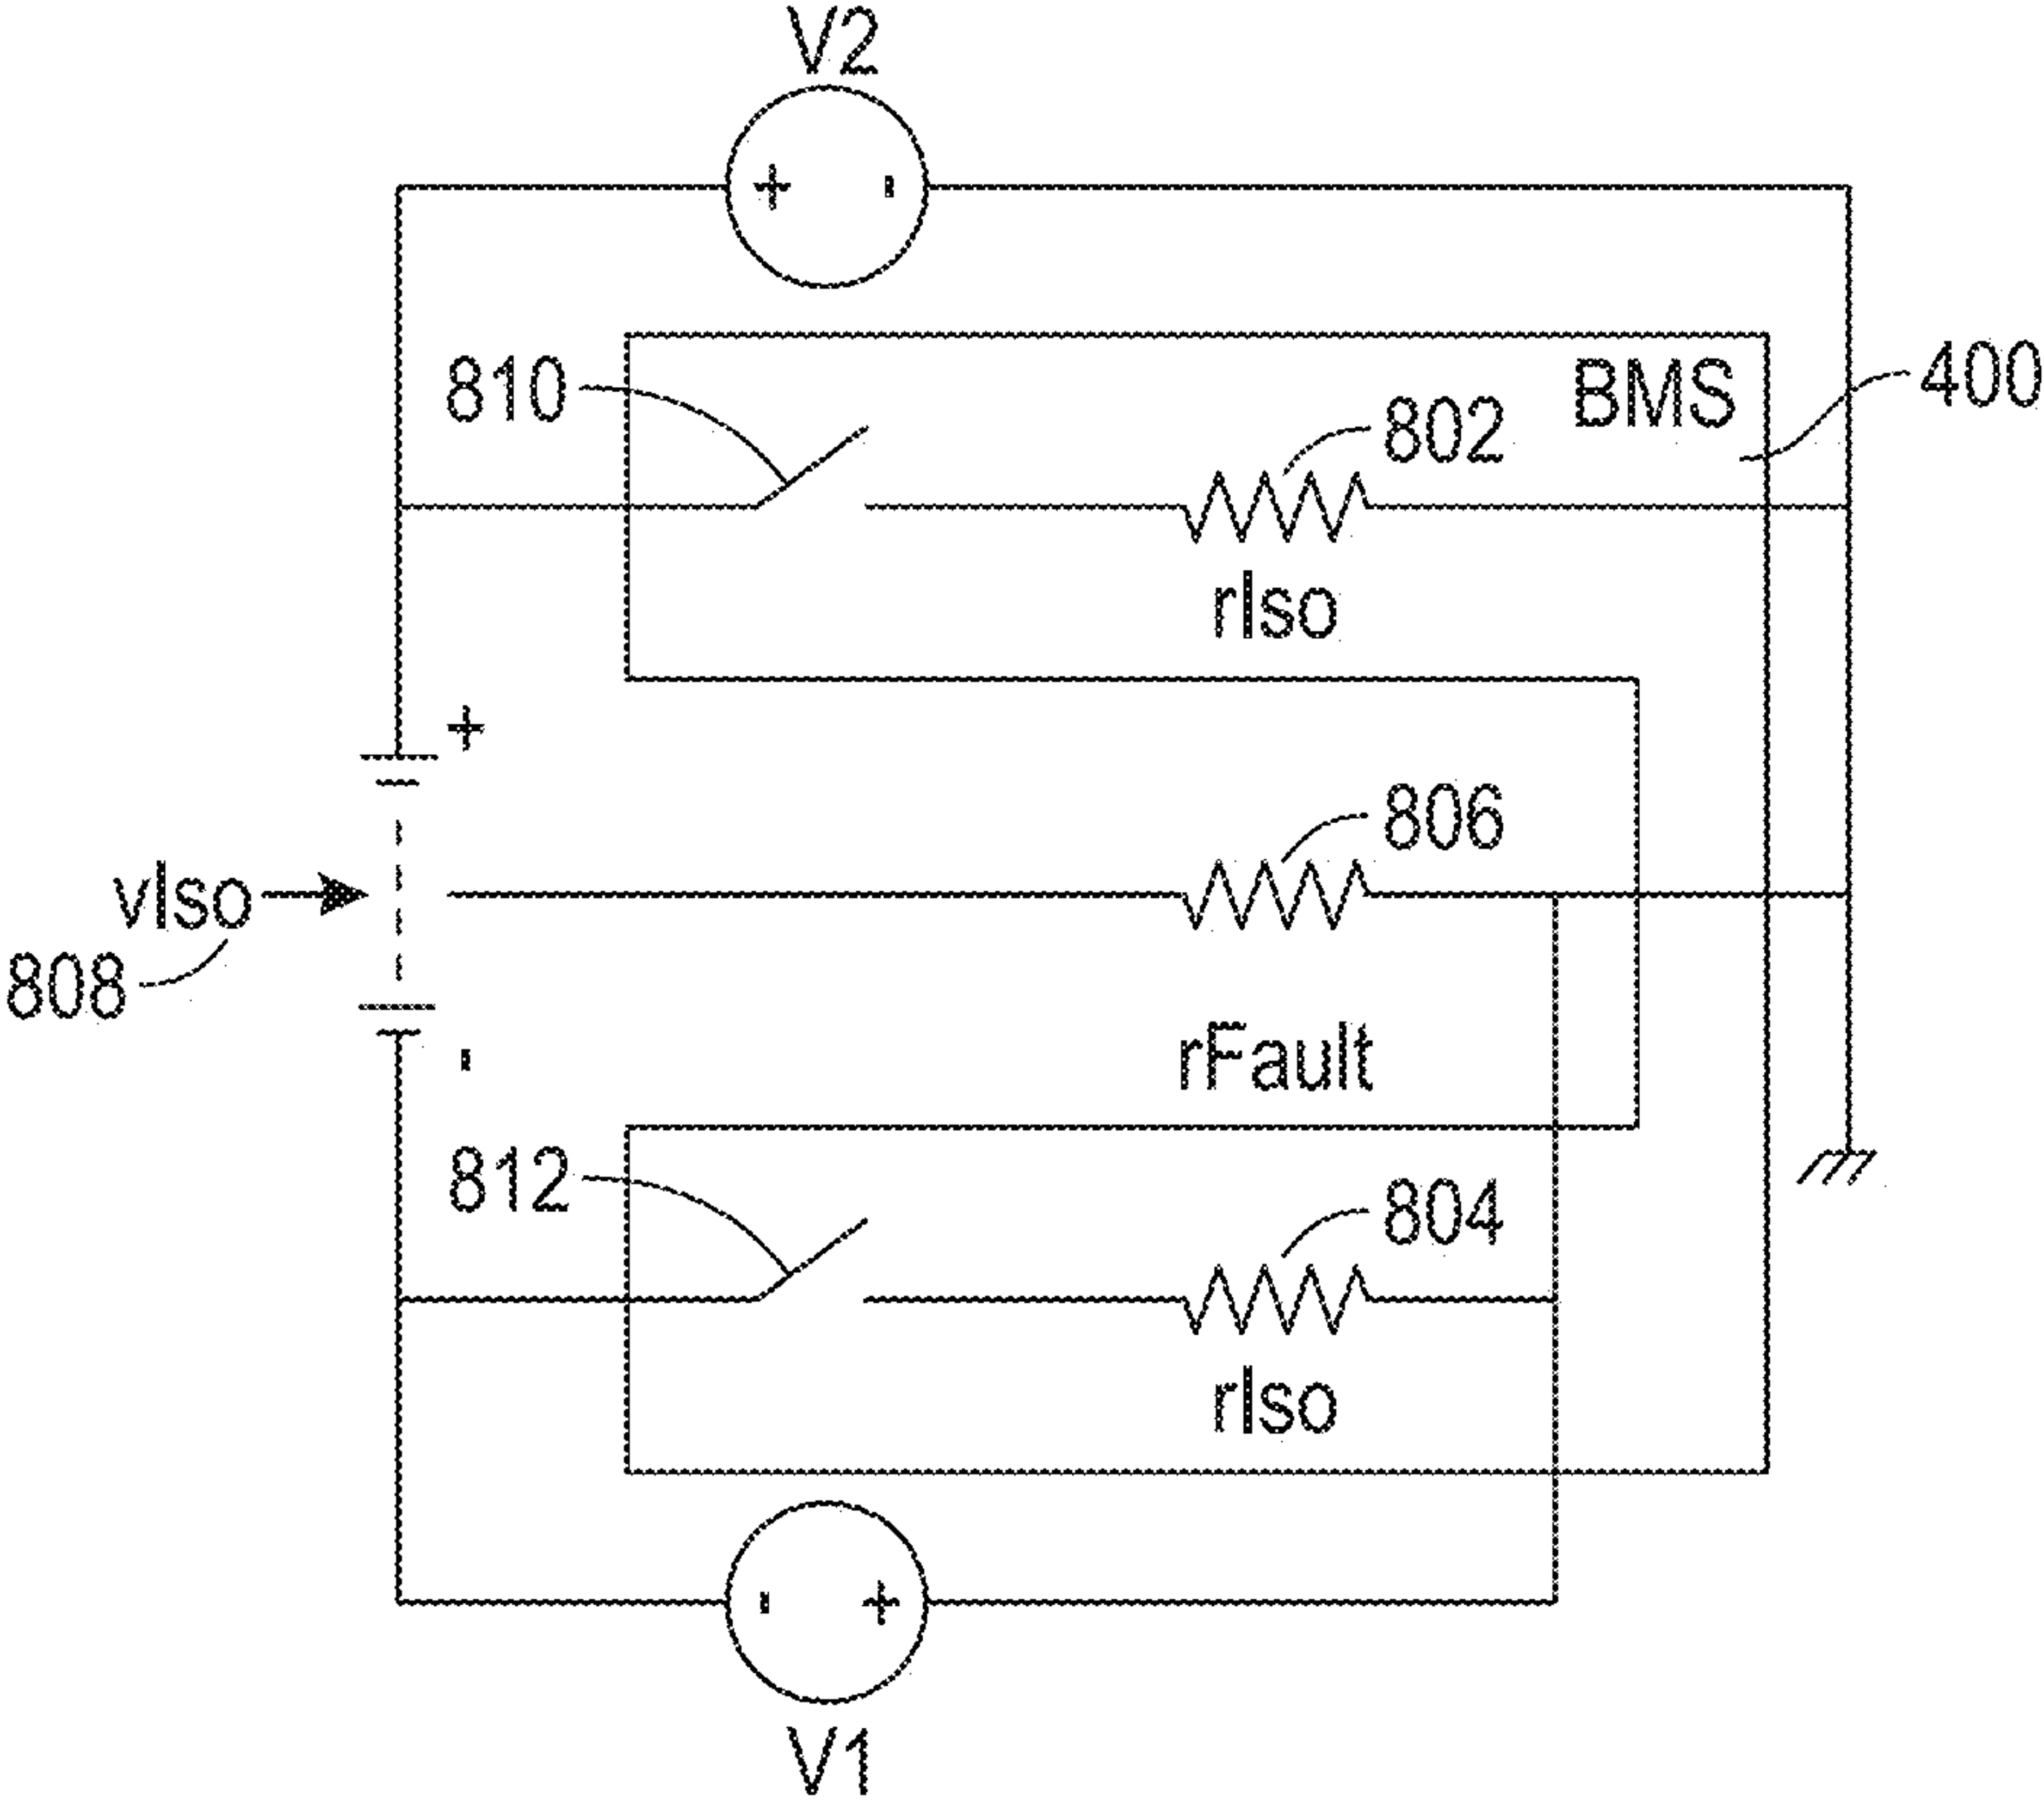 V2
+ -
810
BMS
400
802
rIso
+
806
vIso
808
rFault
-
812
804
rIso
- +
V1